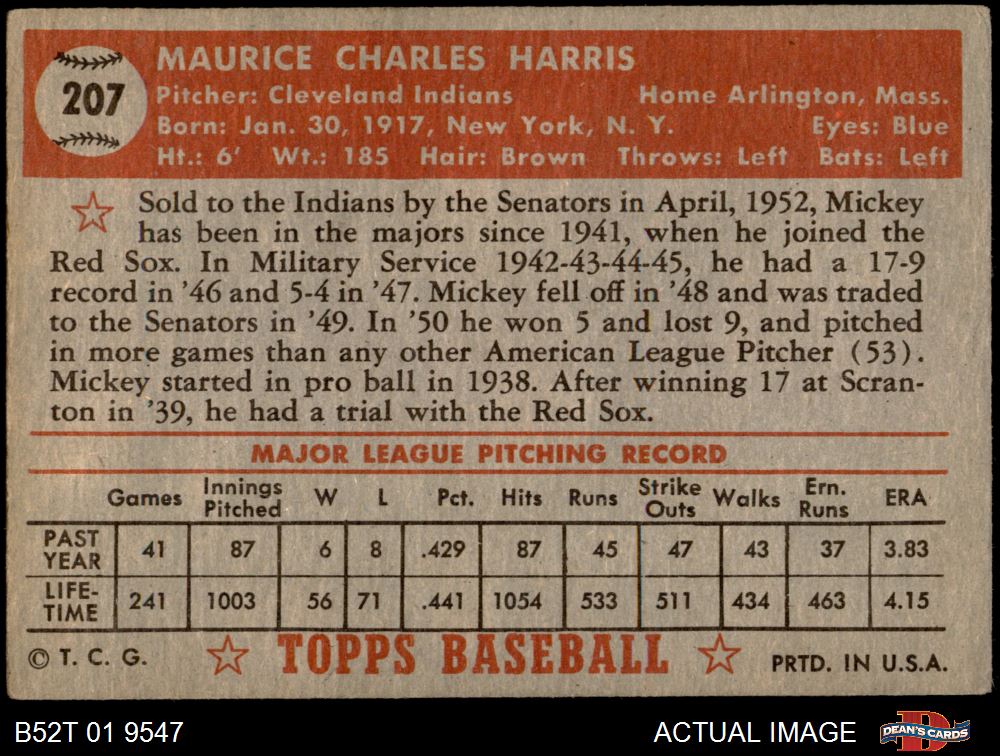 207
MAURICE CHARLES HARRIS
Pitcher: Cleveland Indians Home Arlington, Mass.
Born: Jan. 30, 1917, New York, N. Y. Eyes: Blue
Ht.: 6' Wt.: 185 Hair: Brown Throws: Left Bats: Left
Sold to the Indians by the Senators in April, 1952, Mickey
has been in the majors since 1941, when he joined the
Red Sox. In Military Service 1942-43-44-45, he had a 17-9
record in '46 and 5-4 in '47. Mickey fell off in '48 and was traded
to the Senators in '49. In '50 he won 5 and lost 9, and pitched
in more games than any other American League Pitcher (53).
Mickey started in pro ball in 1938. After winning 17 at Scran-
ton in '39, he had a trial with the Red Sox.
MAJOR LEAGUE PITCHING RECORD
Games Innings Pitched W L Pct. Hits Runs Strike Outs Walks Ern. Runs ERA
PAST YEAR 41 87 6 8 .429 87 45 47 43 37 3.83
LIFE-TIME 241 1003 56 71 .441 1054 533 511 434 463 4.15
© T. C. G. TOPPS BASEBALL PRTD. IN U.S.A.
B52T 01 9547 ACTUAL IMAGE DEAN'S CARDS